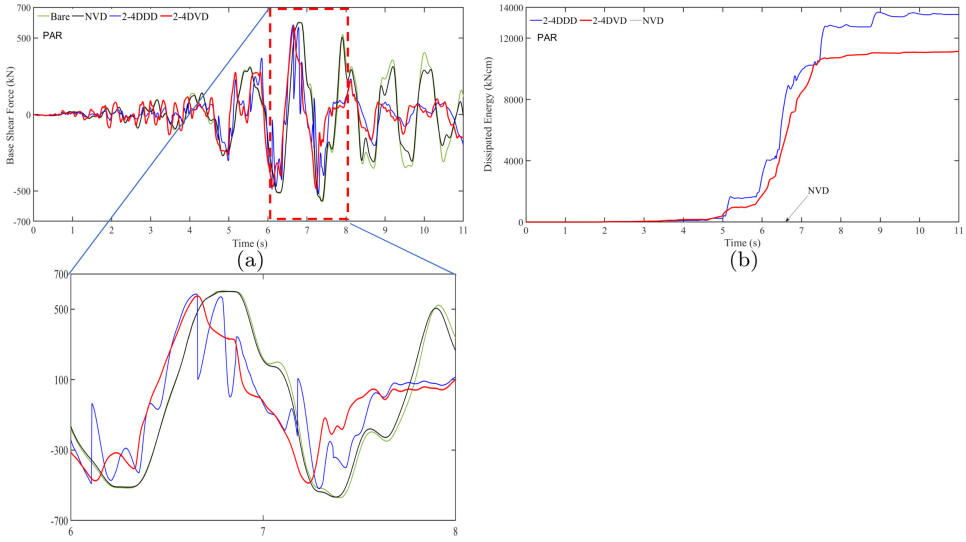 Bare NVD 2-4DDD 2-4DVD
PAR
Base Shear Force (kN)
700
500
100
0
-100
-500
-700
0 1 2 3 4 5 6 7 8 9 10 11
Time (s)
(a)
14000
12000
8000
4000
0
Dissipated Energy (kNcm)
2-4DDD 2-4DVD NVD
PAR
NVD
0 1 2 3 4 5 6 7 8 9 10 11
Time (s)
(b)
700
500
100
-300
-500
-700
6 7 8